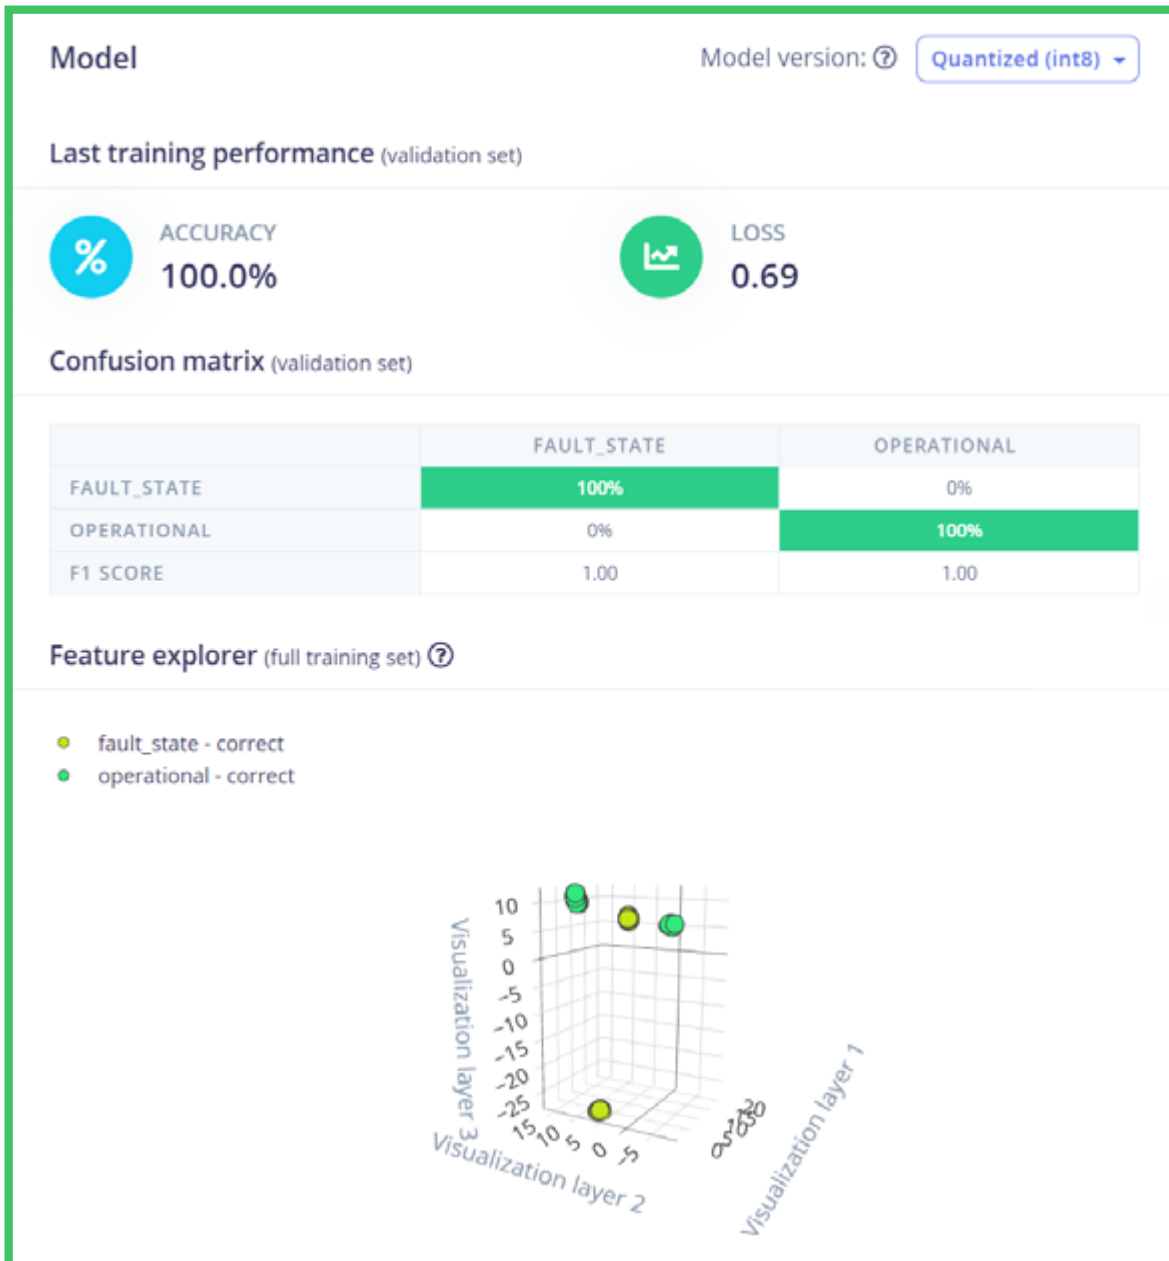 Model
Model version: Quantized (int8)
Last training performance (validation set)
%
ACCURACY
100.0%
LOSS
0.69
Confusion matrix (validation set)
FAULT_STATE OPERATIONAL
FAULT_STATE 100% 0%
OPERATIONAL 0% 100%
F1 SCORE 1.00 1.00
Feature explorer (full training set)
fault_state - correct
operational - correct
10
5
0
-5
-10
-15
-20
-25
Visualization layer 3
15 10 5 0 -5
Visualization layer 2
Visualization layer 1